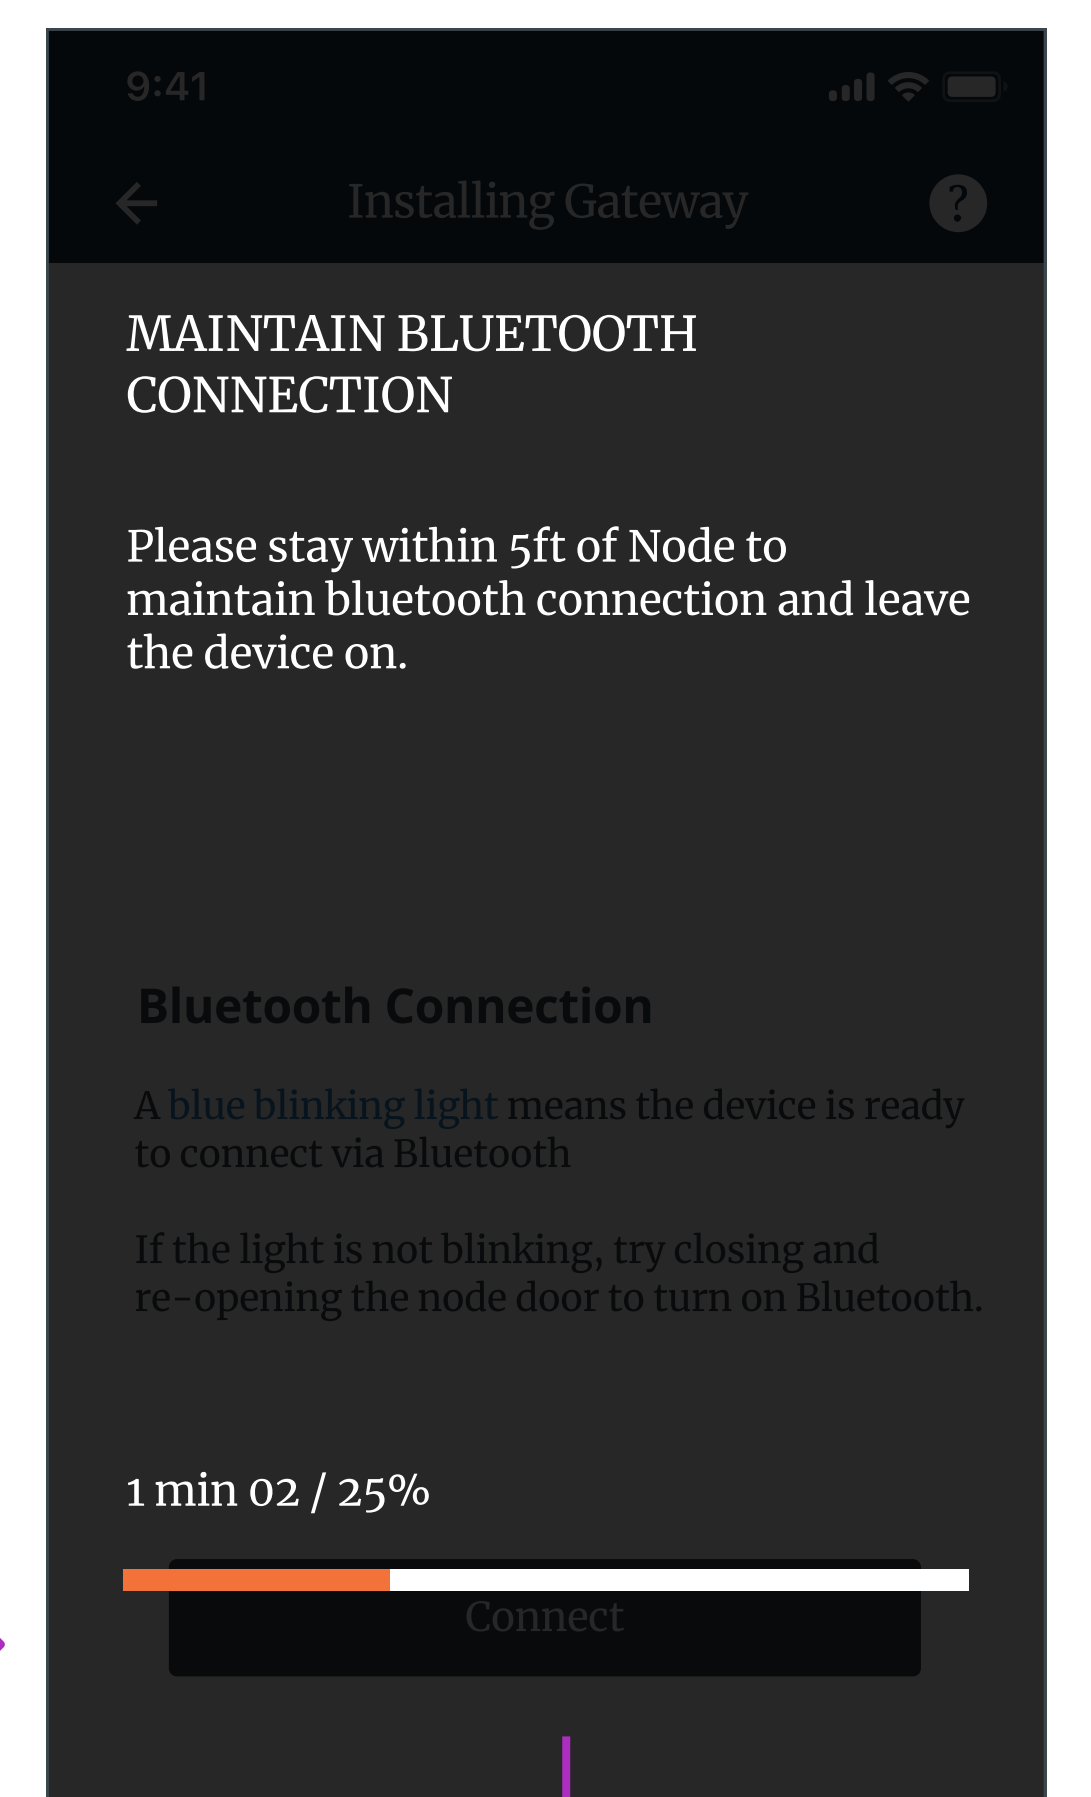 9:41
Installing Gateway
?
MAINTAIN BLUETOOTH
CONNECTION
Please stay within 5ft of Node to
maintain bluetooth connection and leave
the device on.
Bluetooth Connection
A blue blinking light means the device is ready
to connect via Bluetooth
If the light is not blinking, try closing and
re-opening the node door to turn on Bluetooth.
1 min 02 / 25%
Connect